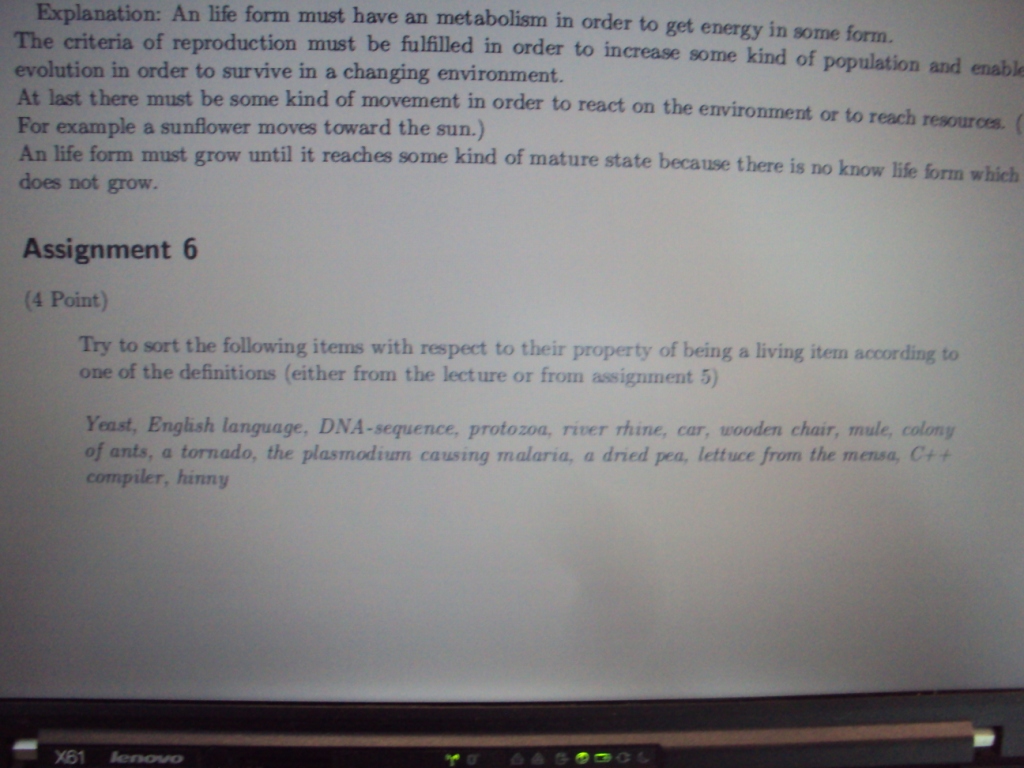 Explanation: An life form must have an metabolism in order to get energy in some form.
The criteria of reproduction must be fulfilled in order to increase some kind of population and enable
evolution in order to survive in a changing environment.
At last there must be some kind of movement in order to react on the environment or to reach resources. (
For example a sunflower moves toward the sun.)
An life form must grow until it reaches some kind of mature state because there is no know life form which
does not grow.
Assignment 6
(4 Point)
Try to sort the following items with respect to their property of being a living item according to
one of the definitions (either from the lecture or from assignment 5)
Yeast, English language, DNA-sequence, protozoa, river rhine, car, wooden chair, mule, colony
of ants, a tornado, the plasmodium causing malaria, a dried pea, lettuce from the mensa, C++
compiler, hinny
X61 lenovo